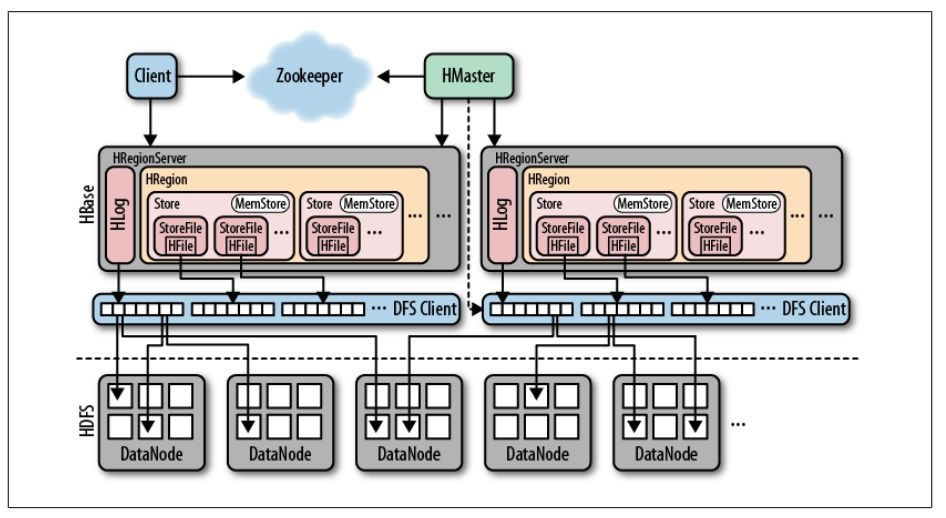 Client
Zookeeper
HMaster
HBase
HRegionServer
HLog
HRegion
Store
MemStore
StoreFile
HFile
StoreFile
HFile
...
Store
MemStore
StoreFile
HFile
...
...
...
HRegionServer
HLog
HRegion
Store
MemStore
StoreFile
HFile
StoreFile
HFile
...
Store
MemStore
StoreFile
HFile
...
...
...
... DFS Client
... DFS Client
HDFS
DataNode
DataNode
DataNode
DataNode
DataNode
...